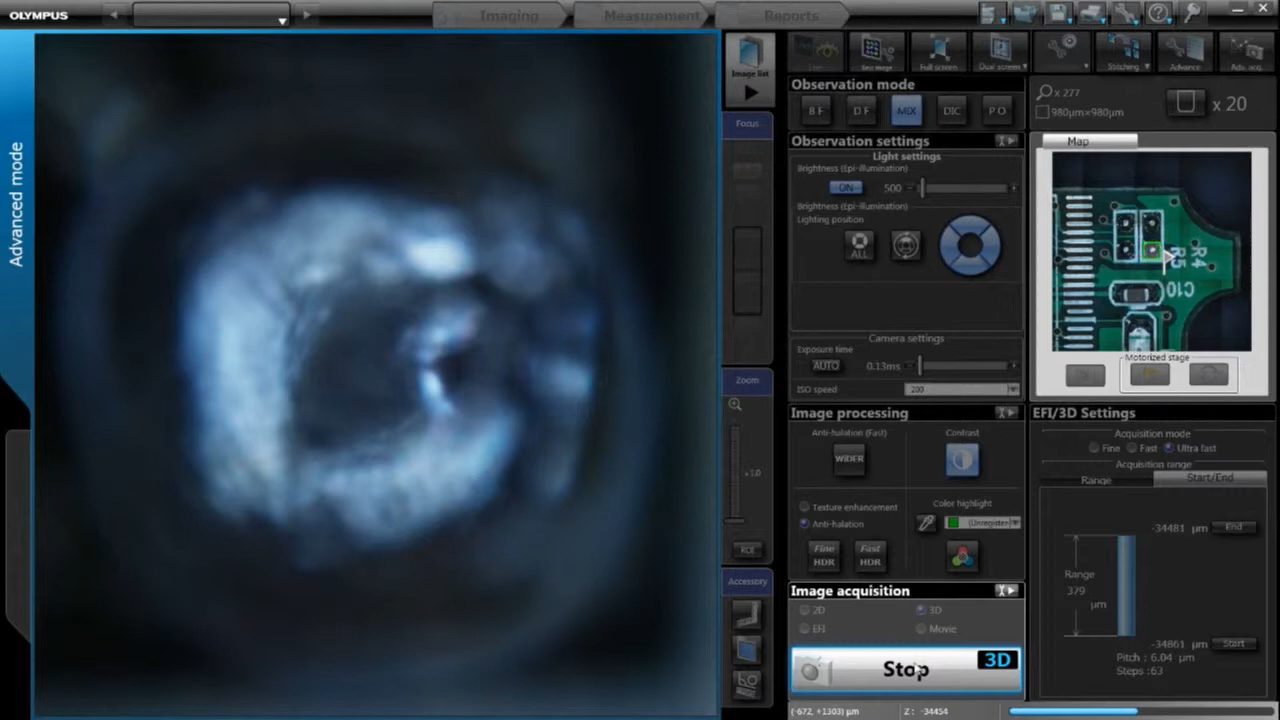 OLYMPUS
Imaging
Measurement
Reports
Advanced mode
Image list
Full screen
Dual screen
Stitching
Advance
Observation mode
BF
DF
MIX
DIC
PO
x 277
980μm×980μm
x 20
Focus
Observation settings
Light settings
Brightness (Epi-illumination)
ON
500
Brightness (Epi-illumination)
Lighting position
ALL
Map
R5
R4
C10
Motorized stage
Camera settings
Exposure time
AUTO
0.13ms
ISO speed
200
Zoom
×1.0
ROI
Image processing
Anti-halation (Fast)
Contrast
WiDER
Texture enhancement
Anti-halation
Color highlight
Fine HDR
Fast HDR
EFI/3D Settings
Acquisition mode
Fine
Fast
Ultra fast
Acquisition range
Range
Start/End
-34481 μm
End
Range
379
μm
-34861 μm
Start
Pitch : 6.04 μm
Steps :63
Accessory
Image acquisition
2D
3D
EFI
Movie
Stop
3D
(-672, +1303) μm
Z : -34454